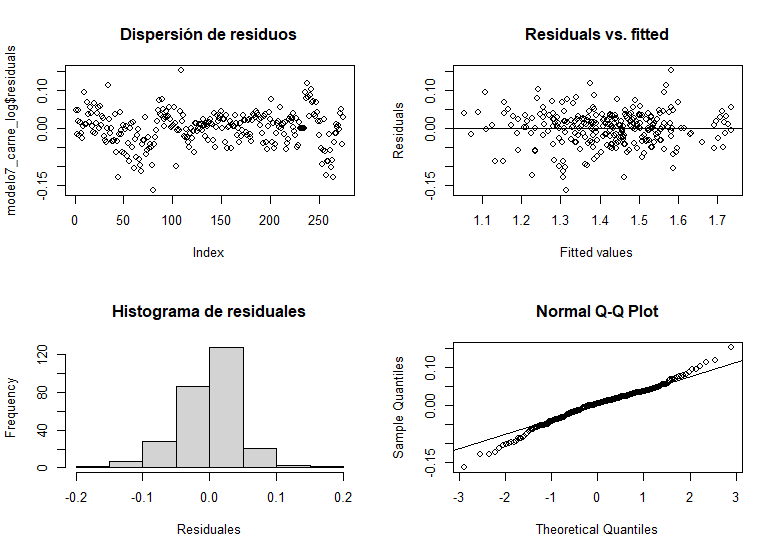 Dispersión de residuos
modelo7_carne_log$residuals
0.10
0.00
-0.15
0 50 100 150 200 250
Index
Residuals vs. fitted
Residuals
0.10
0.00
-0.15
1.1 1.2 1.3 1.4 1.5 1.6 1.7
Fitted values
Histograma de residuales
Frequency
120
80
40
0
-0.2 -0.1 0.0 0.1 0.2
Residuales
Normal Q-Q Plot
Sample Quantiles
0.10
0.00
-0.15
-3 -2 -1 0 1 2 3
Theoretical Quantiles